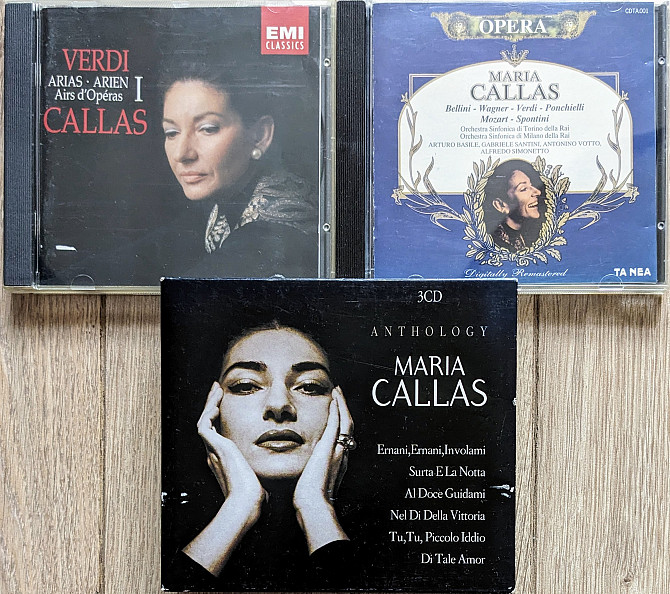 EMI
CLASSICS
VERDI
ARIAS · ARIEN I
Airs d'Opéras
CALLAS
CDTA.001
OPERA
MARIA
CALLAS
Bellini - Wagner - Verdi - Ponchielli
Mozart - Spontini
Orchestra Sinfonica di Torino della Rai
Orchestra Sinfonica di Milano della Rai
ARTURO BASILE, GABRIELE SANTINI, ANTONINO VOTTO,
ALFREDO SIMONETTO
Digitally Remastered
TA NEA
3CD
ANTHOLOGY
MARIA
CALLAS
Ernani,Ernani,Involami
Surta E La Notta
Al Doce Guidami
Nel Di Della Vittoria
Tu,Tu, Piccolo Iddio
Di Tale Amor